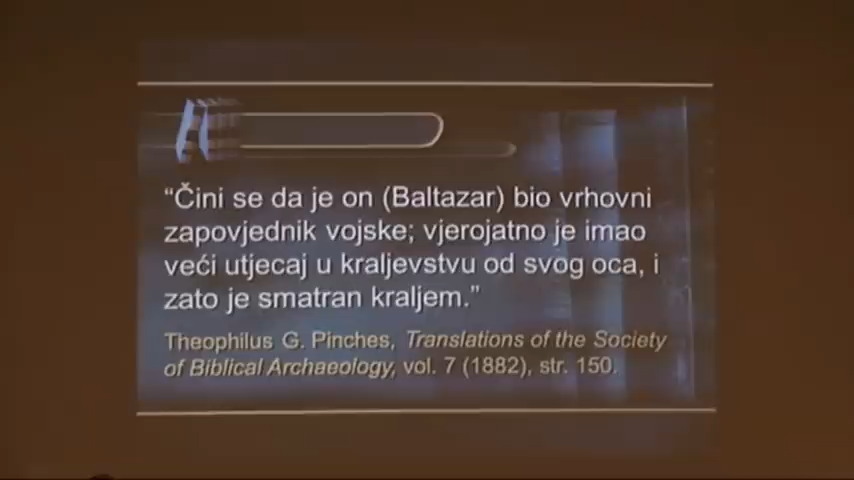 “Čini se da je on (Baltazar) bio vrhovni
zapovjednik vojske; vjerojatno je imao
veći utjecaj u kraljevstvu od svog oca, i
zato je smatran kraljem.”
Theophilus G. Pinches, Translations of the Society
of Biblical Archaeology, vol. 7 (1882), str. 150.